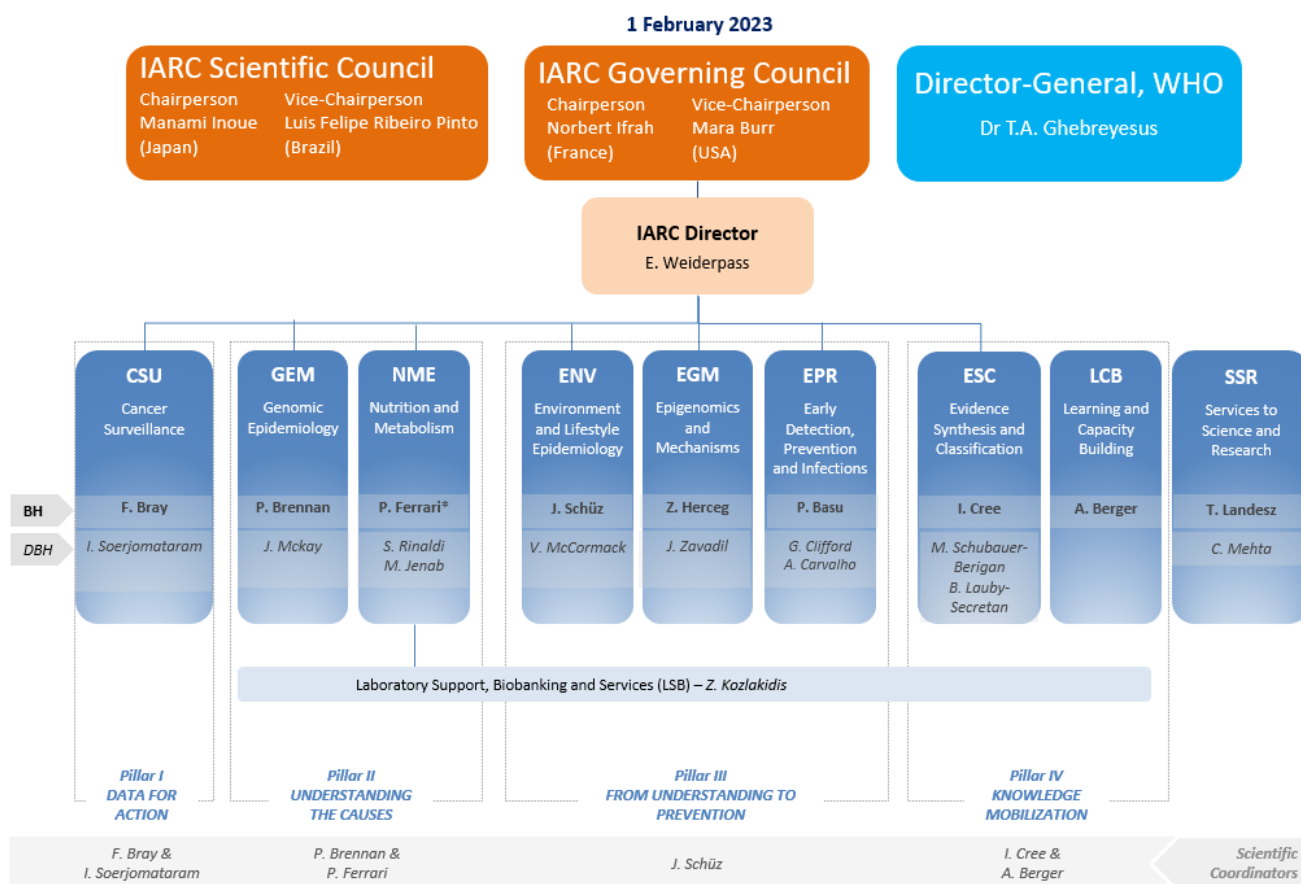 1 February 2023
IARC Scientific Council
Chairperson
Manami Inoue
(Japan)
Vice-Chairperson
Luis Felipe Ribeiro Pinto
(Brazil)
IARC Governing Council
Chairperson
Norbert Ifrah
(France)
Vice-Chairperson
Mara Burr
(USA)
Director-General, WHO
Dr T.A. Ghebreyesus
IARC Director
E. Weiderpass
CSU
Cancer
Surveillance
GEM
Genomic
Epidemiology
NME
Nutrition and
Metabolism
ENV
Environment
and Lifestyle
Epidemiology
EGM
Epigenomics
and
Mechanisms
EPR
Early
Detection,
Prevention
and Infections
ESC
Evidence
Synthesis and
Classification
LCB
Learning and
Capacity
Building
SSR
Services to
Science and
Research
BH
F. Bray
P. Brennan
P. Ferrari*
J. Schüz
Z. Herceg
P. Basu
I. Cree
A. Berger
T. Landesz
DBH
I. Soerjomataram
J. Mckay
S. Rinaldi
M. Jenab
V. McCormack
J. Zavadil
G. Clifford
A. Carvalho
M. Schubauer-
Berigan
B. Lauby-
Secretan
C. Mehta
Laboratory Support, Biobanking and Services (LSB) – Z. Kozlakidis
Pillar I
DATA FOR
ACTION
Pillar II
UNDERSTANDING
THE CAUSES
Pillar III
FROM UNDERSTANDING TO
PREVENTION
Pillar IV
KNOWLEDGE
MOBILIZATION
F. Bray &
I. Soerjomataram
P. Brennan &
P. Ferrari
J. Schüz
I. Cree &
A. Berger
Scientific
Coordinators